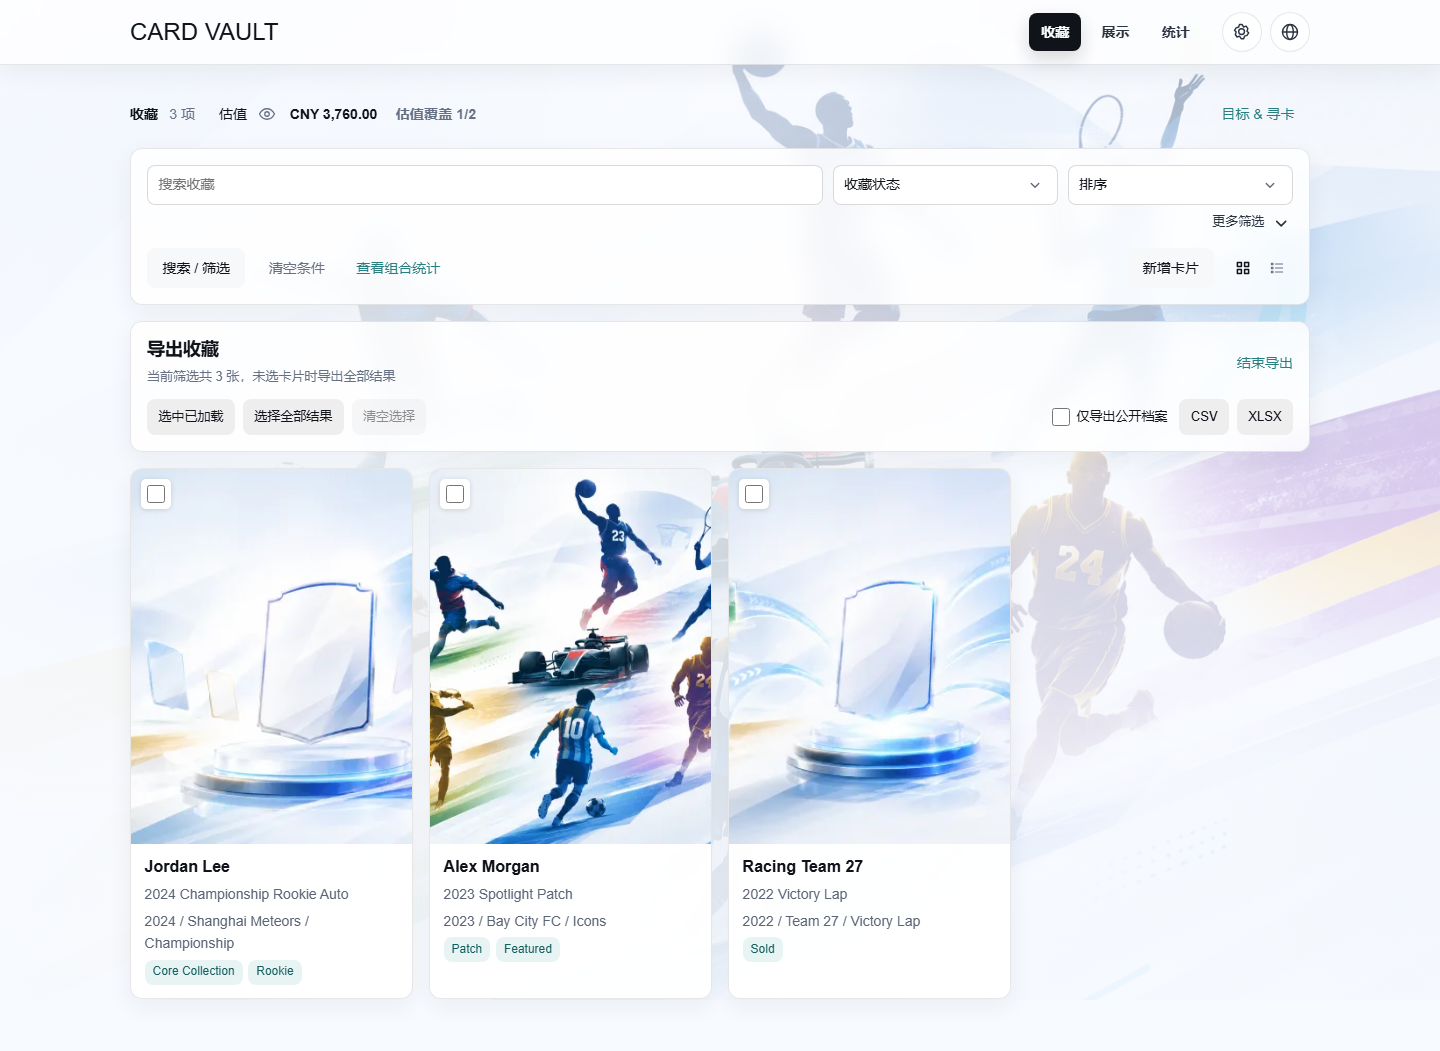 CARD VAULT
收藏 展示 统计
收藏 3 项 估值 CNY 3,760.00 估值覆盖 1/2 目标 & 寻卡
搜索收藏 收藏状态 排序
更多筛选
搜索 / 筛选 清空条件 查看组合统计 新增卡片
导出收藏
当前筛选共 3 张，未选卡片时导出全部结果
结束导出
选中已加载 选择全部结果 清空选择 仅导出公开档案 CSV XLSX
24
23
24
10
Jordan Lee
2024 Championship Rookie Auto
2024 / Shanghai Meteors /
Championship
Core Collection Rookie
Alex Morgan
2023 Spotlight Patch
2023 / Bay City FC / Icons
Patch Featured
Racing Team 27
2022 Victory Lap
2022 / Team 27 / Victory Lap
Sold